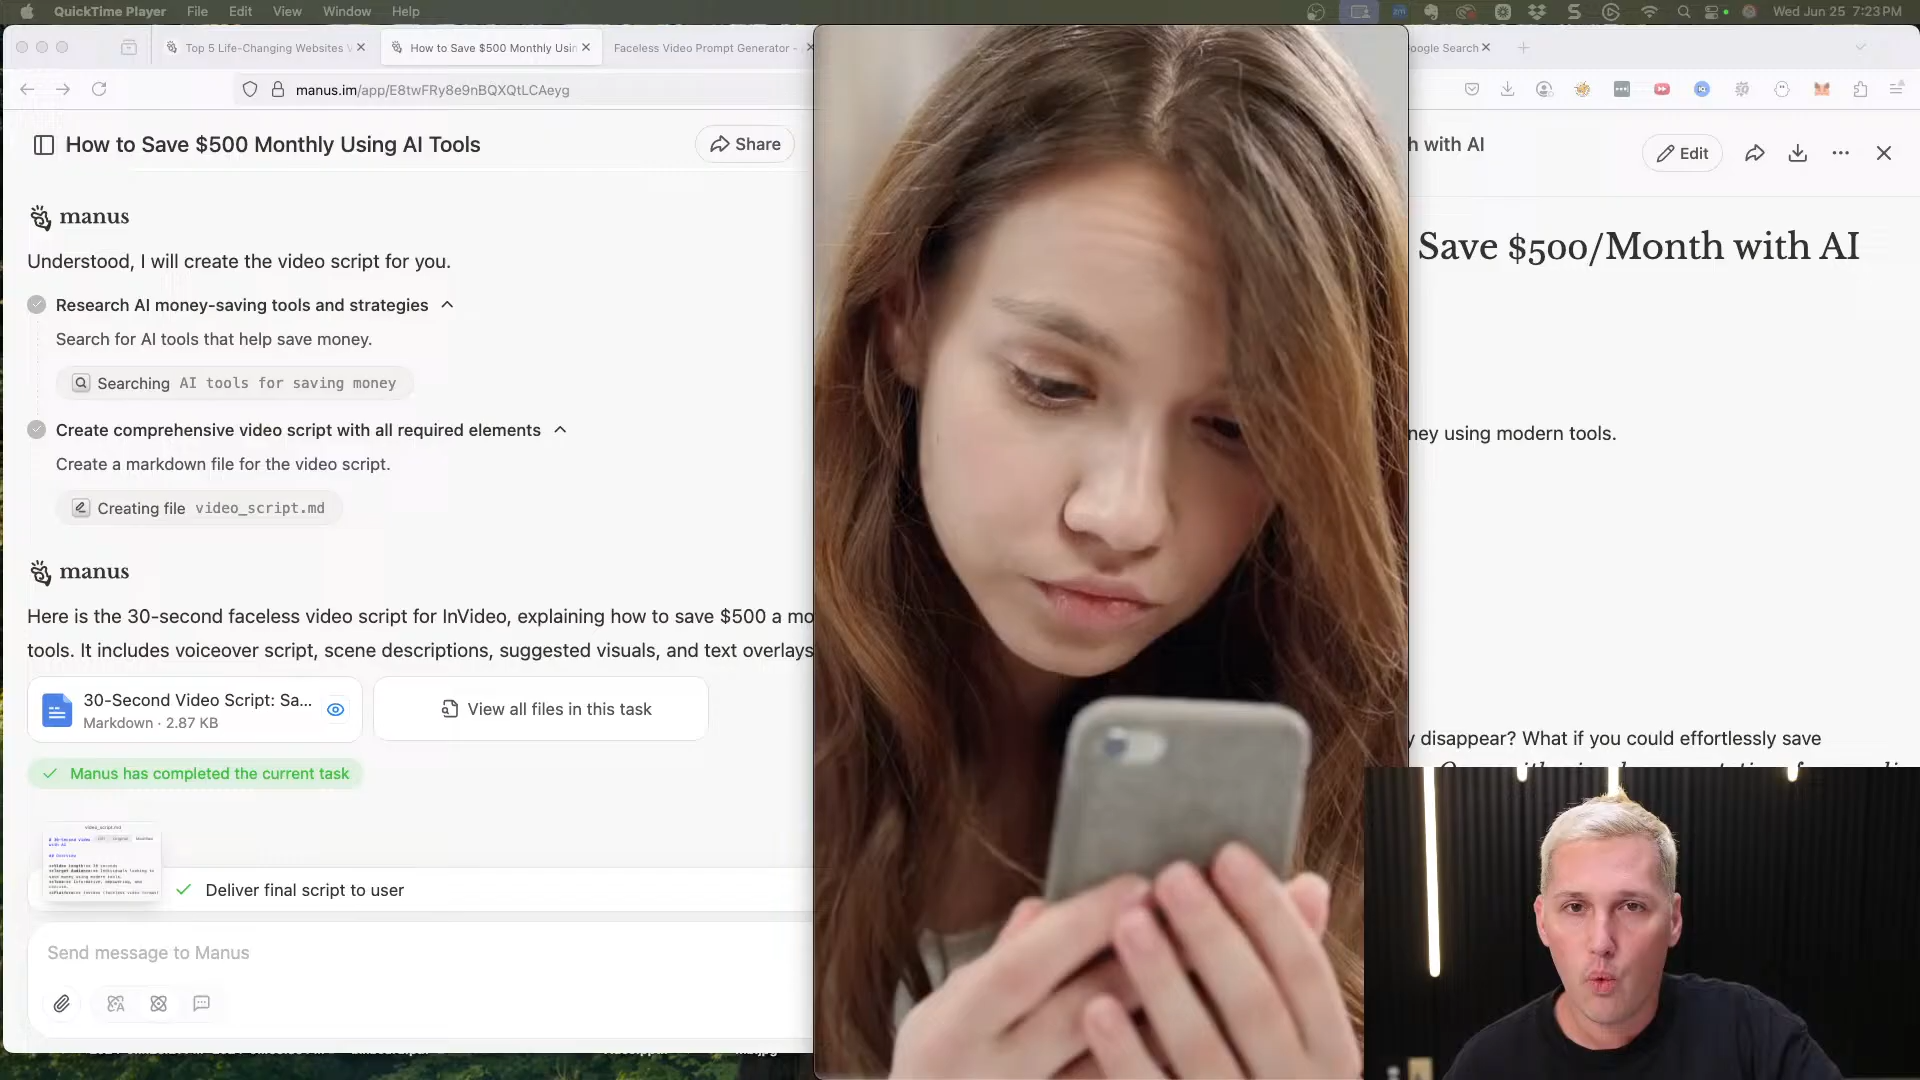 QuickTime Player File Edit View Window Help
Wed Jun 25 7:23 PM
Top 5 Life-Changing Websites
How to Save $500 Monthly Usin
Faceless Video Prompt Generator -
oogle Search
manus.im/app/E8twFRy8e9nBQXQtLCAeyg
How to Save $500 Monthly Using AI Tools
Share
h with AI
Edit
manus
Understood, I will create the video script for you.
Research AI money-saving tools and strategies
Search for AI tools that help save money.
Searching AI tools for saving money
Create comprehensive video script with all required elements
Create a markdown file for the video script.
Creating file video_script.md
manus
Here is the 30-second faceless video script for InVideo, explaining how to save $500 a mo
tools. It includes voiceover script, scene descriptions, suggested visuals, and text overlays
30-Second Video Script: Sa...
Markdown · 2.87 KB
View all files in this task
Manus has completed the current task
video_script.md
Deliver final script to user
Send message to Manus
Save $500/Month with AI
ney using modern tools.
y disappear? What if you could effortlessly save